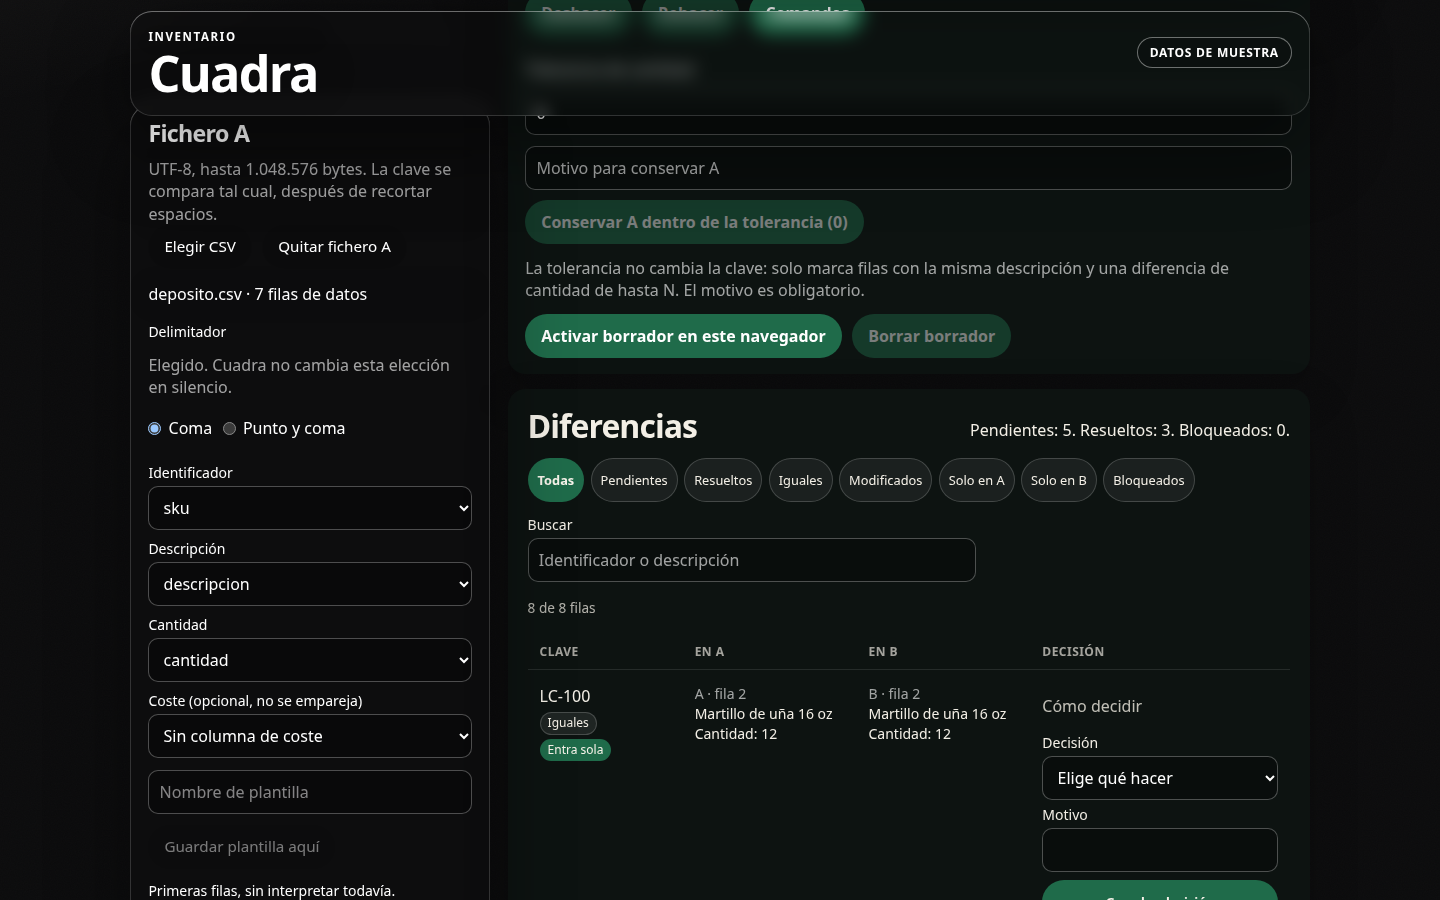 INVENTARIO
Cuadra
DATOS DE MUESTRA
Fichero A
UTF-8, hasta 1.048.576 bytes. La clave se
compara tal cual, después de recortar
espacios.
Elegir CSV
Quitar fichero A
deposito.csv · 7 filas de datos
Delimitador
Elegido. Cuadra no cambia esta elección
en silencio.
Coma
Punto y coma
Identificador
sku
Descripción
descripcion
Cantidad
cantidad
Coste (opcional, no se empareja)
Sin columna de coste
Nombre de plantilla
Guardar plantilla aquí
Primeras filas, sin interpretar todavía.
Motivo para conservar A
Conservar A dentro de la tolerancia (0)
La tolerancia no cambia la clave: solo marca filas con la misma descripción y una diferencia de
cantidad de hasta N. El motivo es obligatorio.
Activar borrador en este navegador
Borrar borrador
Diferencias
Pendientes: 5. Resueltos: 3. Bloqueados: 0.
Todas
Pendientes
Resueltos
Iguales
Modificados
Solo en A
Solo en B
Bloqueados
Buscar
Identificador o descripción
8 de 8 filas
CLAVE
EN A
EN B
DECISIÓN
LC-100
Iguales
Entra sola
A · fila 2
Martillo de uña 16 oz
Cantidad: 12
B · fila 2
Martillo de uña 16 oz
Cantidad: 12
Cómo decidir
Decisión
Elige qué hacer
Motivo